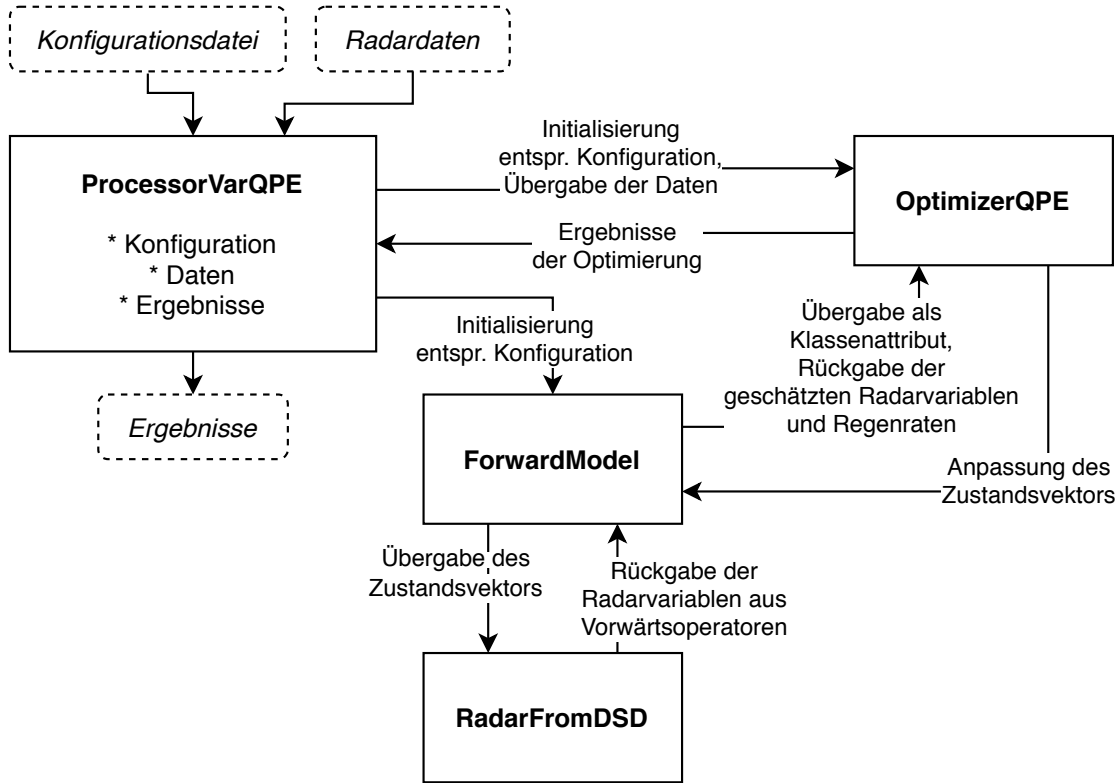 Konfigurationsdatei
Radardaten
ProcessorVarQPE
* Konfiguration
* Daten
* Ergebnisse
Initialisierung
entspr. Konfiguration,
Übergabe der Daten
OptimizerQPE
Ergebnisse
der Optimierung
Initialisierung
entspr. Konfiguration
Übergabe als
Klassenattribut,
Rückgabe der
geschätzten Radarvariablen
und Regenraten
Ergebnisse
ForwardModel
Anpassung des
Zustandsvektors
Übergabe des
Zustandsvektors
Rückgabe der
Radarvariablen aus
Vorwärtsoperatoren
RadarFromDSD